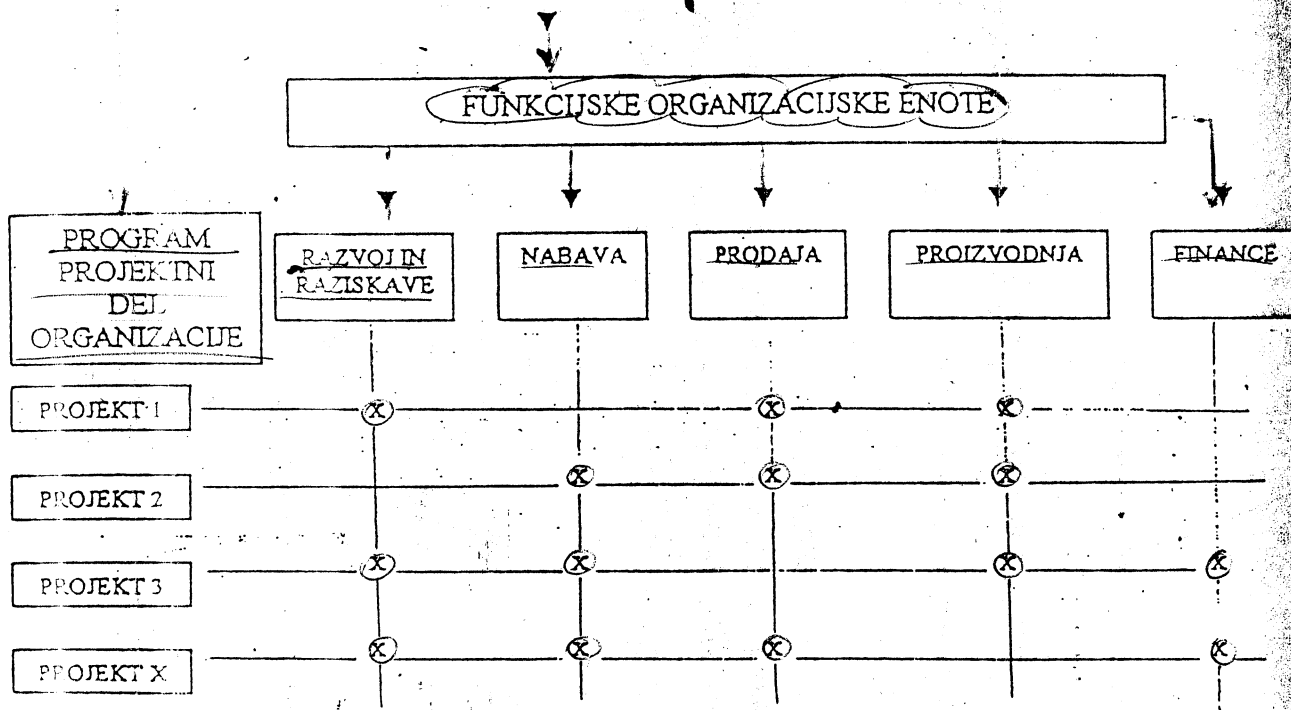 FUNKCIJSKE ORGANIZACIJSKE ENOTE
PROGRAM
PROJEKTNI
DEL
ORGANIZACIJE
RAZVOJ IN
RAZISKAVE
NABAVA
PRODAJA
PROIZVODNJA
FINANCE
PROJEKT 1
X X X
PROJEKT 2
X X X
PROJEKT 3
X X X X
PROJEKT X
X X X X